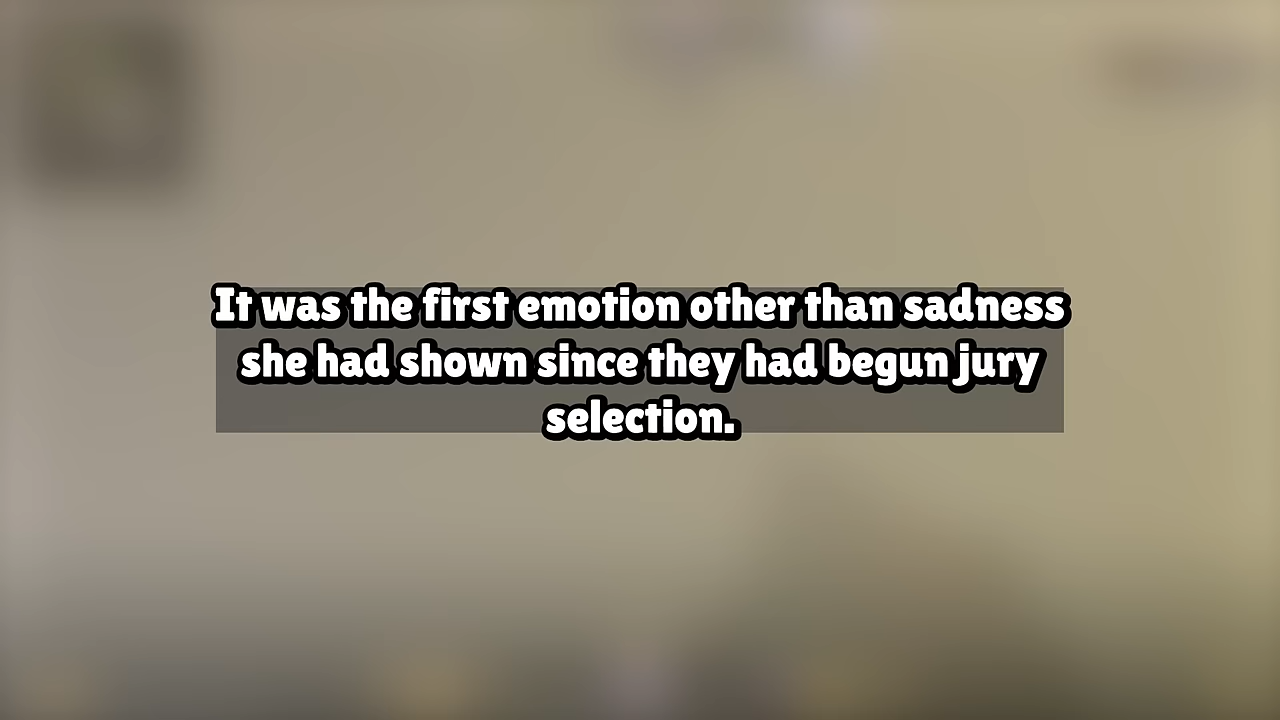 It was the first emotion other than sadness
she had shown since they had begun jury
selection.